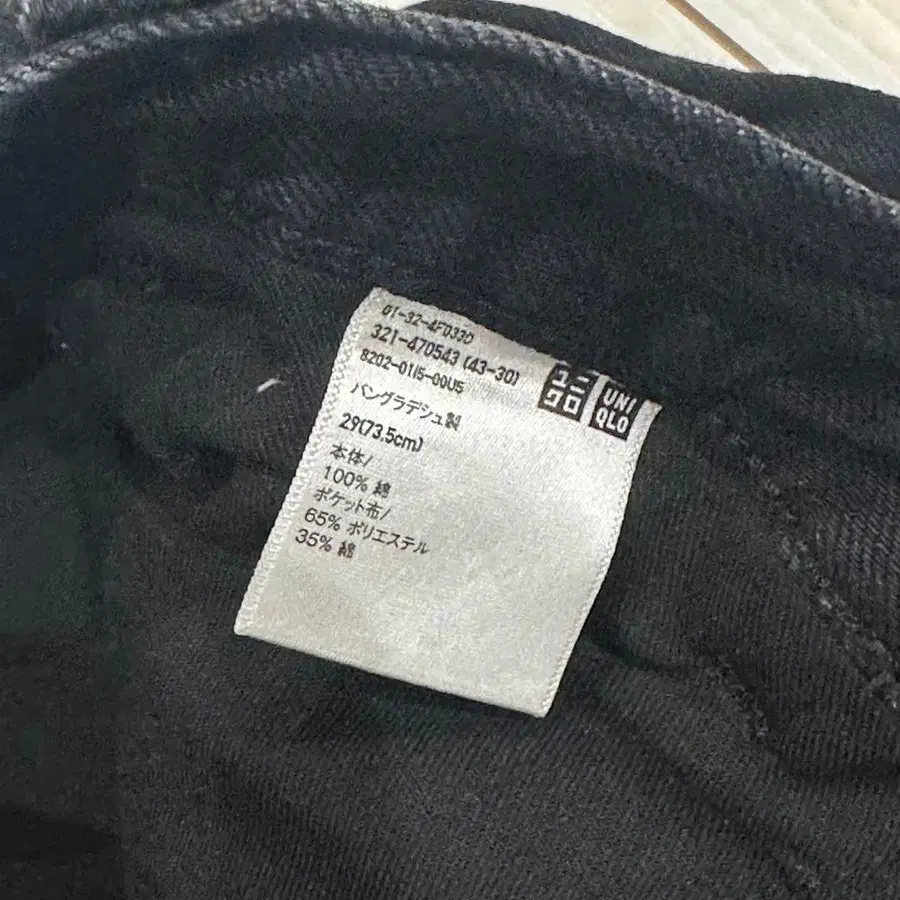 01-32-4F033D
321-470543 (43-30)
8202-0115-00U5
バングラデシュ製
29(73.5cm)
本体/
100% 綿
ポケット布/
65% ポリエステル
35% 綿
ユニ
クロ
UNI
QLO